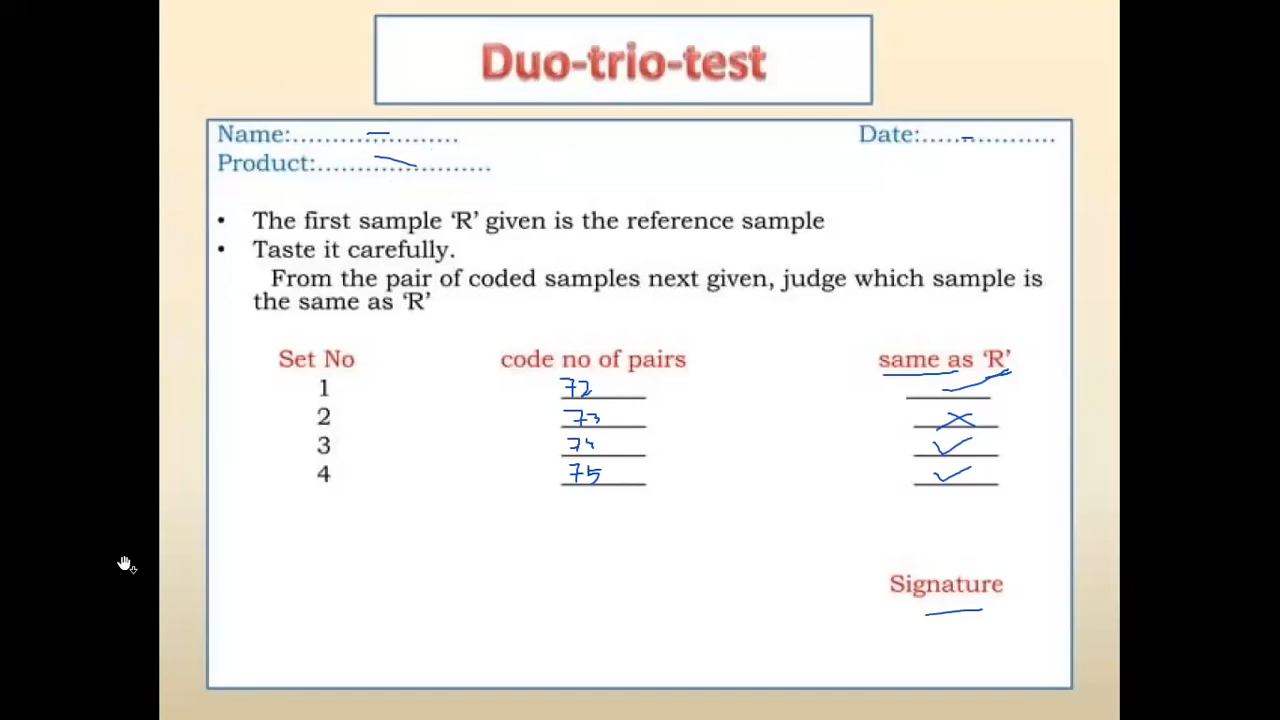 Duo-trio-test
Name:..................... Date:.................
Product:......................
• The first sample ‘R’ given is the reference sample
• Taste it carefully.
From the pair of coded samples next given, judge which sample is
the same as ‘R’
Set No code no of pairs same as ‘R’
1 72 ✓
2 73 ✗
3 74 ✓
4 75 ✓
Signature